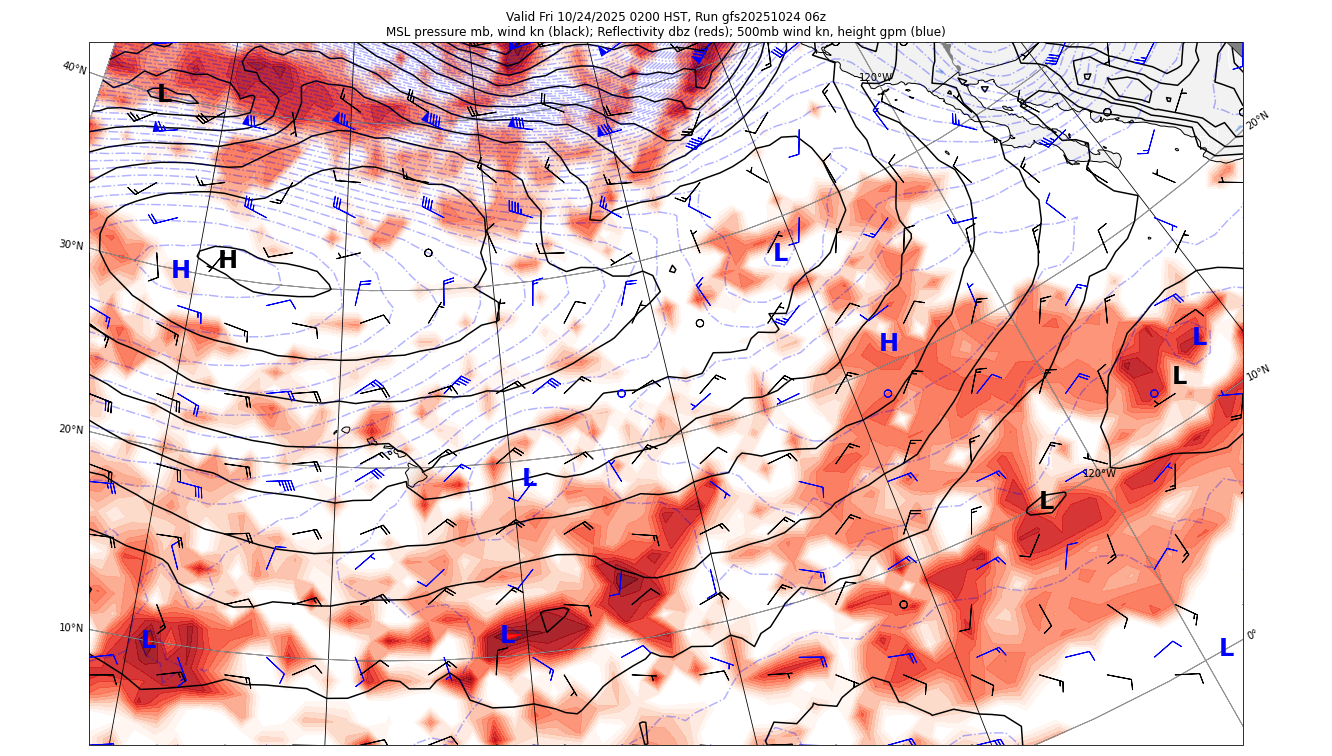 Valid Fri 10/24/2025 0200 HST, Run gfs20251024 06z
MSL pressure mb, wind kn (black); Reflectivity dbz (reds); 500mb wind kn, height gpm (blue)
40°N
120°W
L
20°N
30°N
H
H
L
H
L
10°N
L
20°N
L
120°W
L
10°N
L
L
0°
L